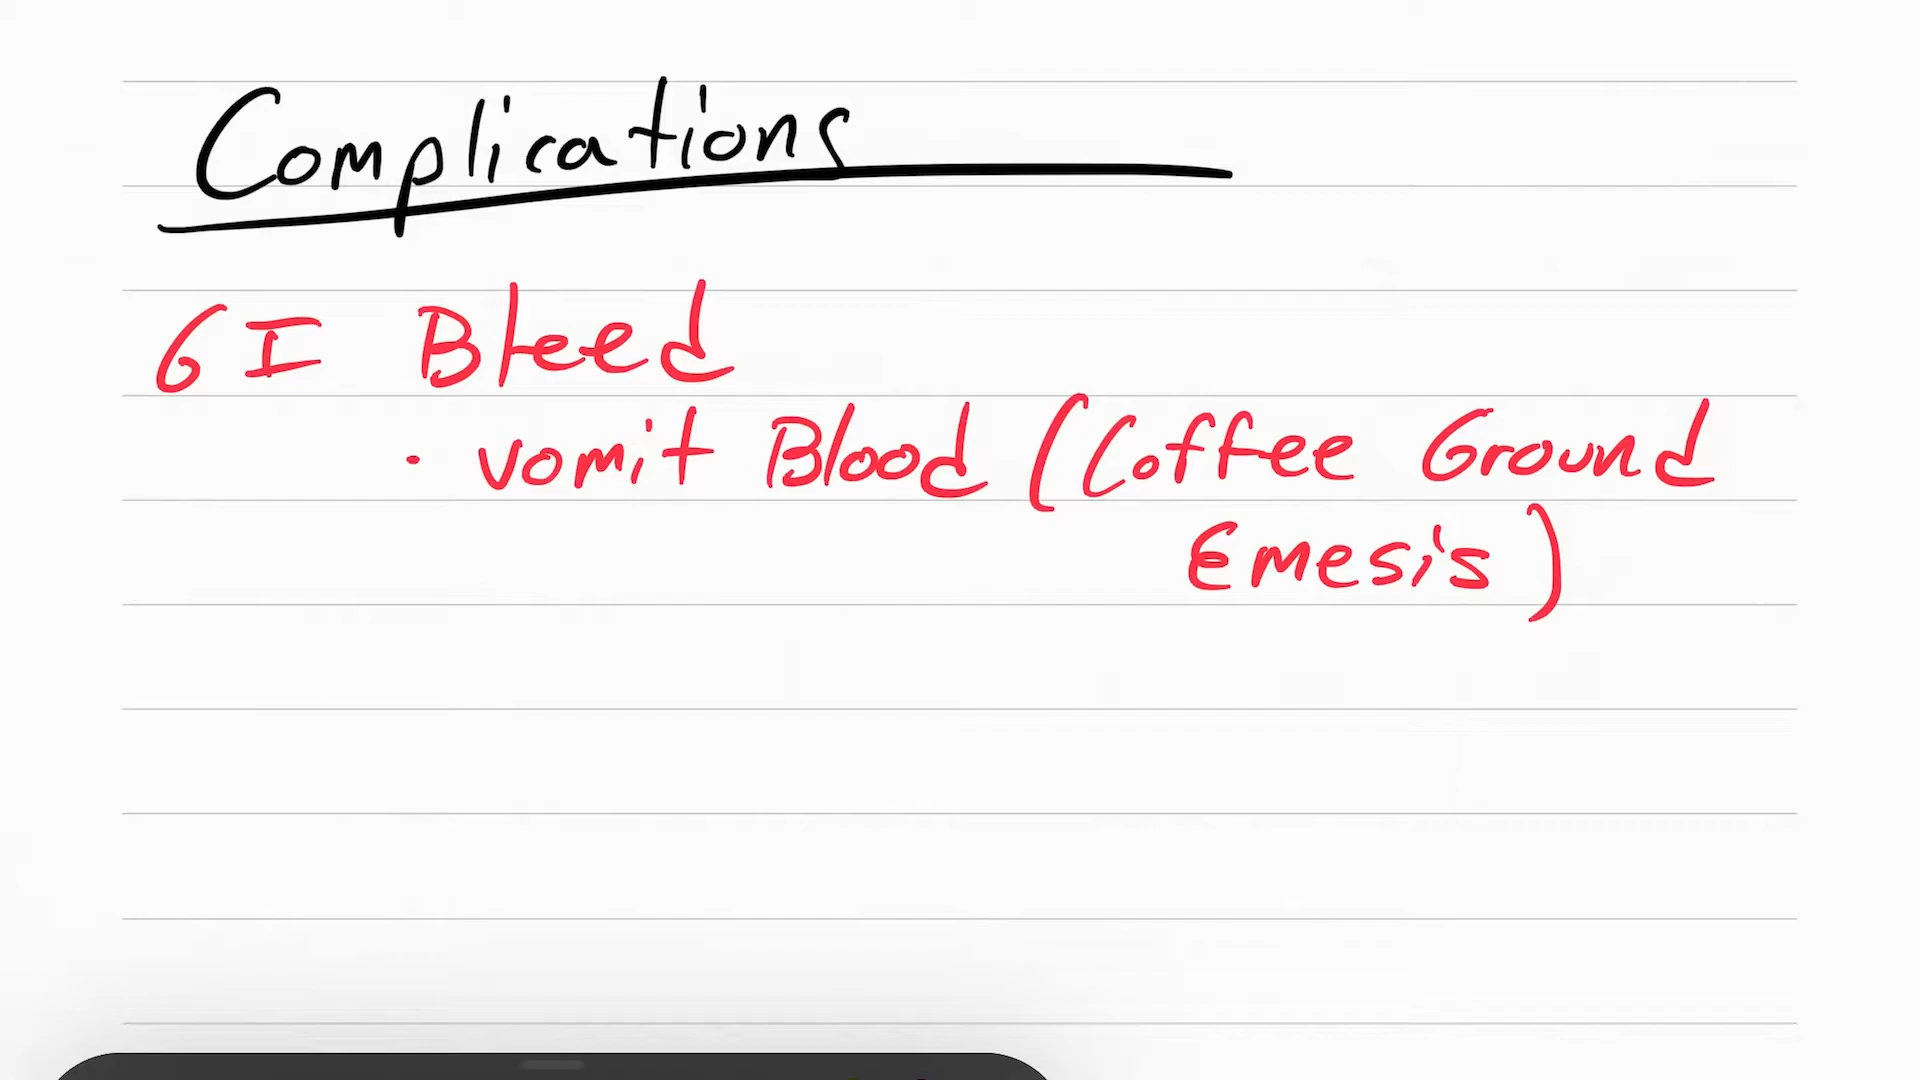 Complications
GI Bleed
· vomit Blood (Coffee Ground
Emesis)